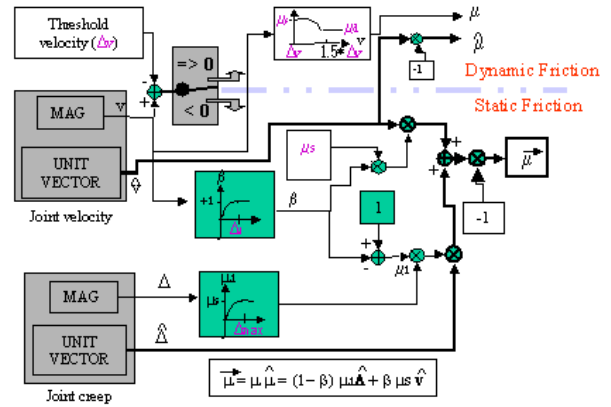 Threshold
velocity (Δv)
μs
μd
v
Δv
1.5* Δv
μ
μ̂
-1
Dynamic Friction
Static Friction
-
+
=> 0
< 0
MAG
v
UNIT
VECTOR
v̂
Joint velocity
μs
β
+1
Δv
β
1
+
-
μ1
+
+
-1
μ⃗
MAG
Δ
UNIT
VECTOR
Δ̂
Joint creep
μ1
μs
Δmax
μ⃗ = μ μ̂ = (1-β) μ1Δ̂ + β μs v̂